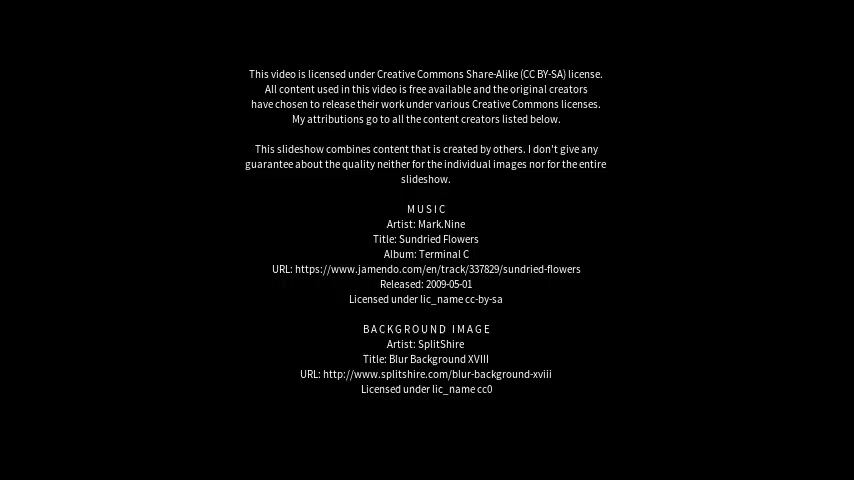 This video is licensed under Creative Commons Share-Alike (CC BY-SA) license.
All content used in this video is free available and the original creators
have chosen to release their work under various Creative Commons licenses.
My attributions go to all the content creators listed below.
This slideshow combines content that is created by others. I don't give any
guarantee about the quality neither for the individual images nor for the entire
slideshow.
MUSIC
Artist: Mark.Nine
Title: Sundried Flowers
Album: Terminal C
URL: https://www.jamendo.com/en/track/337829/sundried-flowers
Released: 2009-05-01
Licensed under lic_name cc-by-sa
BACKGROUND IMAGE
Artist: SplitShire
Title: Blur Background XVIII
URL: http://www.splitshire.com/blur-background-xviii
Licensed under lic_name cc0